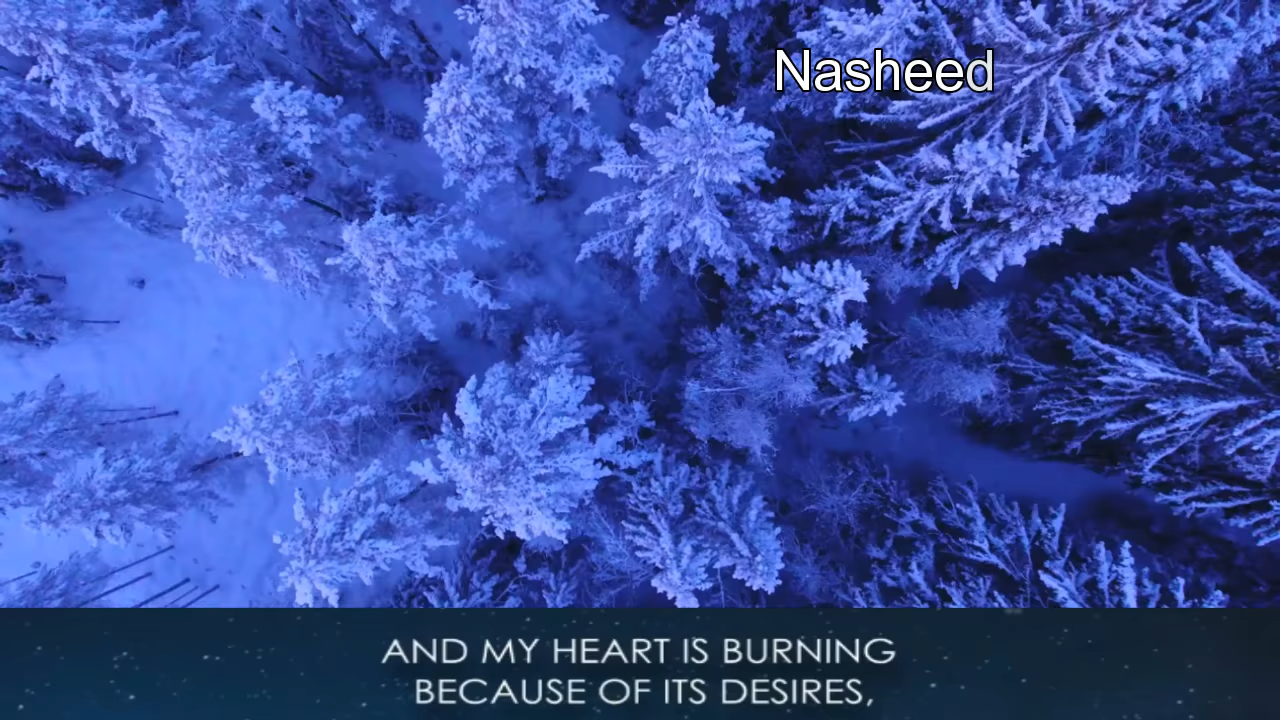 Nasheed
AND MY HEART IS BURNING
BECAUSE OF ITS DESIRES,